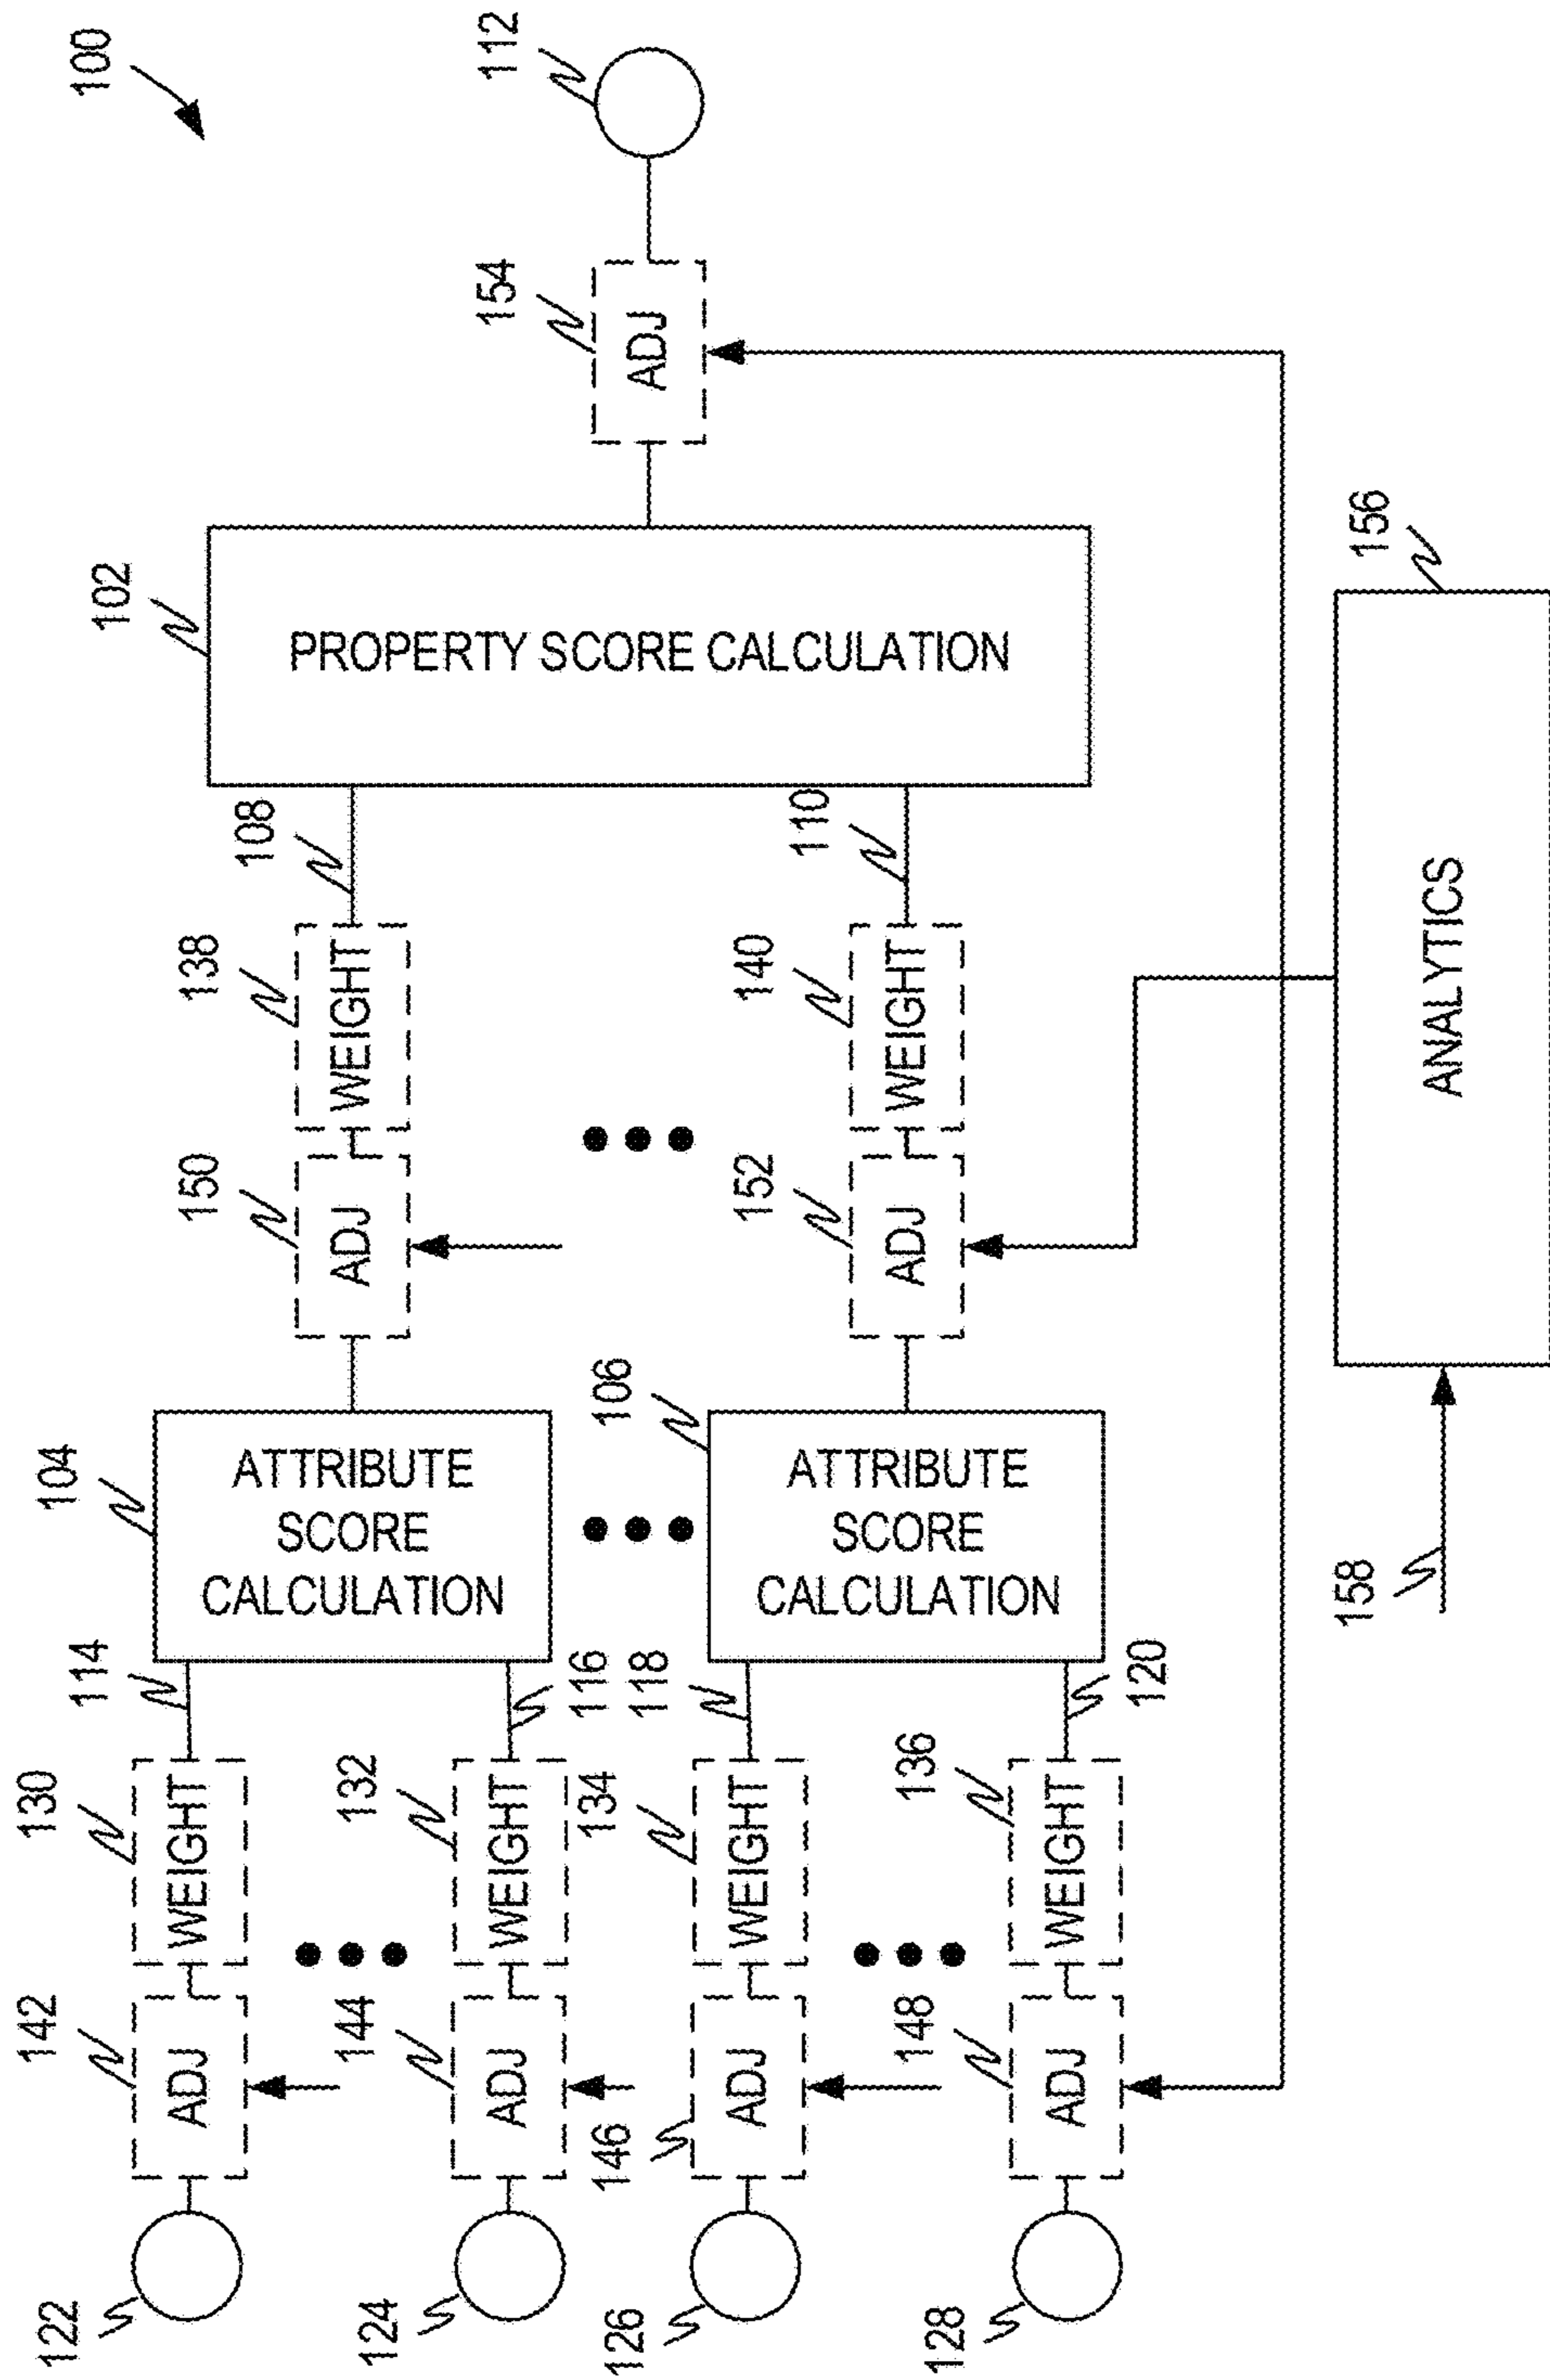 100
112
154
ADJ
102
PROPERTY SCORE CALCULATION
108
110
138
WEIGHT
140
WEIGHT
150
ADJ
152
ADJ
104
ATTRIBUTE
SCORE
CALCULATION
106
ATTRIBUTE
SCORE
CALCULATION
114
116
118
120
130
WEIGHT
132
WEIGHT
134
WEIGHT
136
WEIGHT
142
ADJ
144
ADJ
146
ADJ
148
ADJ
122
124
126
128
156
ANALYTICS
158